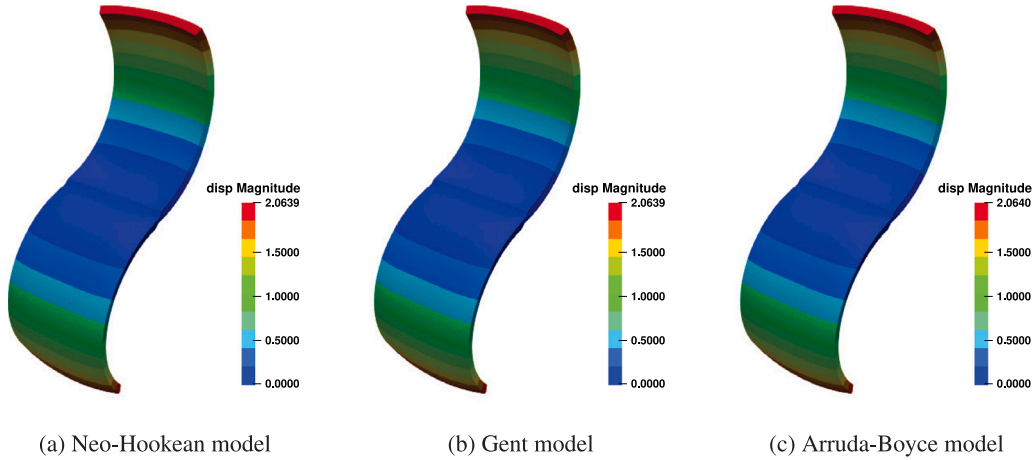 disp Magnitude
2.0639
1.5000
1.0000
0.5000
0.0000
disp Magnitude
2.0639
1.5000
1.0000
0.5000
0.0000
disp Magnitude
2.0640
1.5000
1.0000
0.5000
0.0000
(a) Neo-Hookean model
(b) Gent model
(c) Arruda-Boyce model